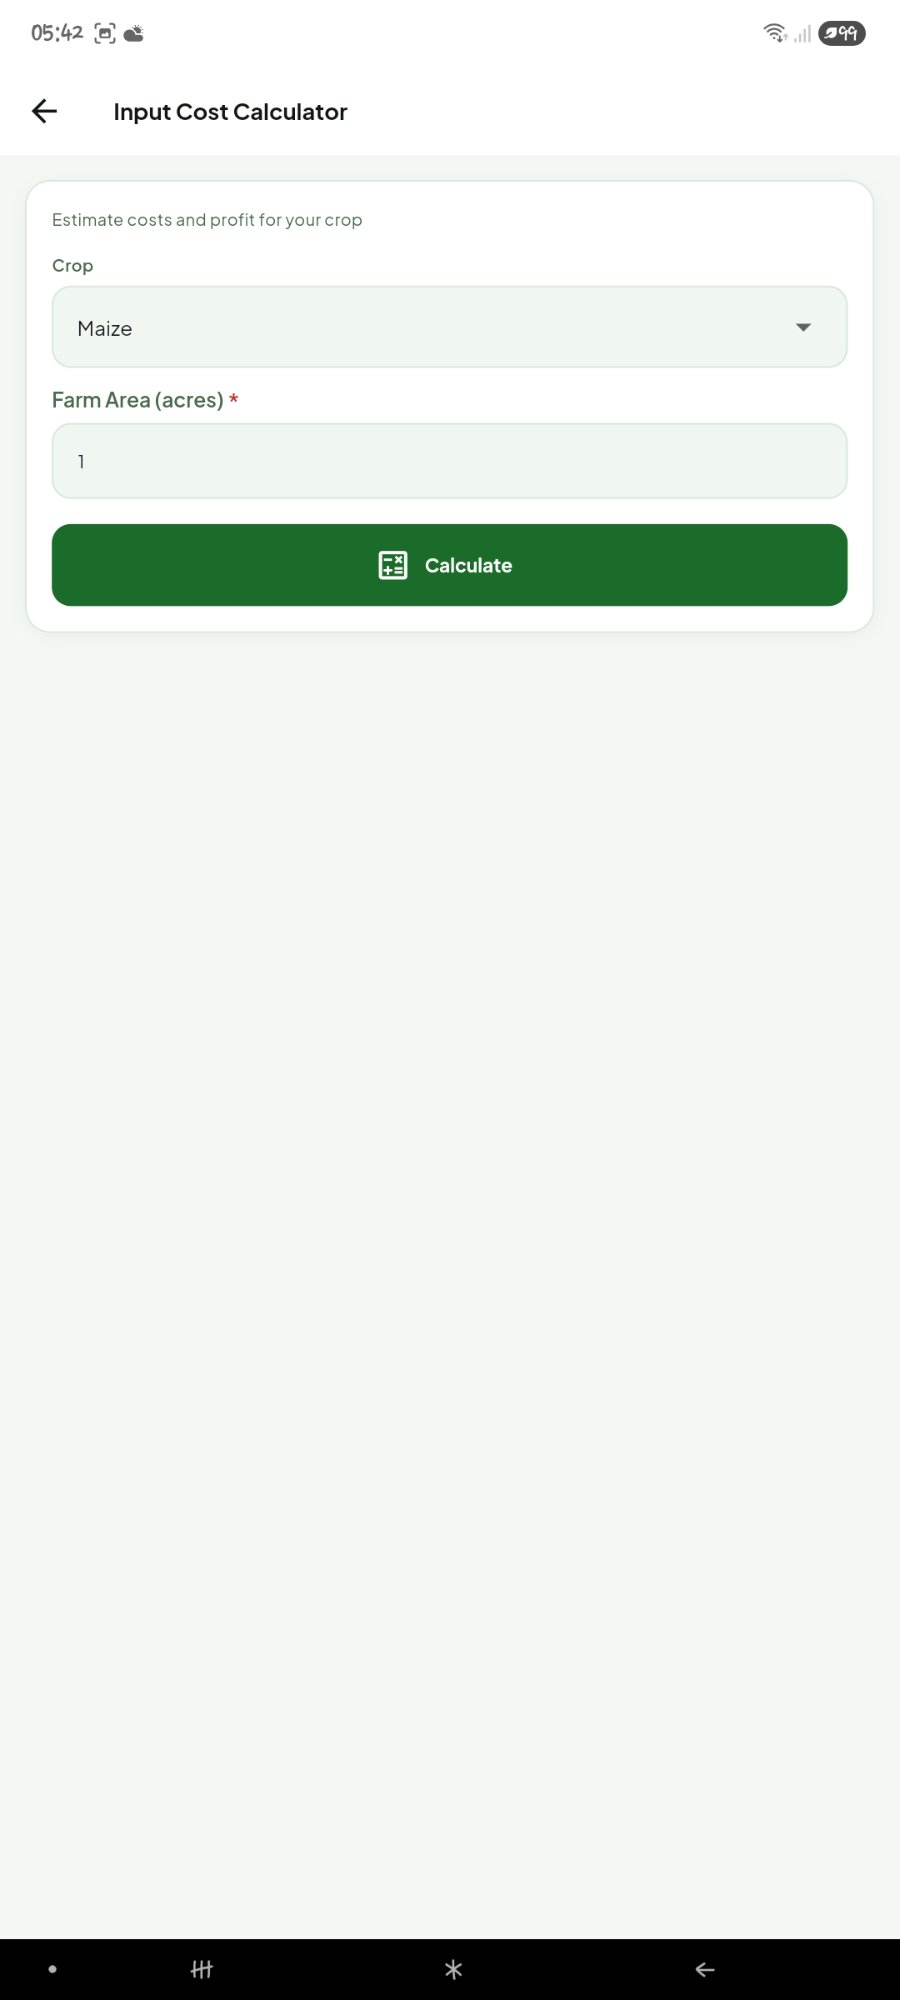 05:42
99
Input Cost Calculator
Estimate costs and profit for your crop
Crop
Maize
Farm Area (acres) *
1
Calculate